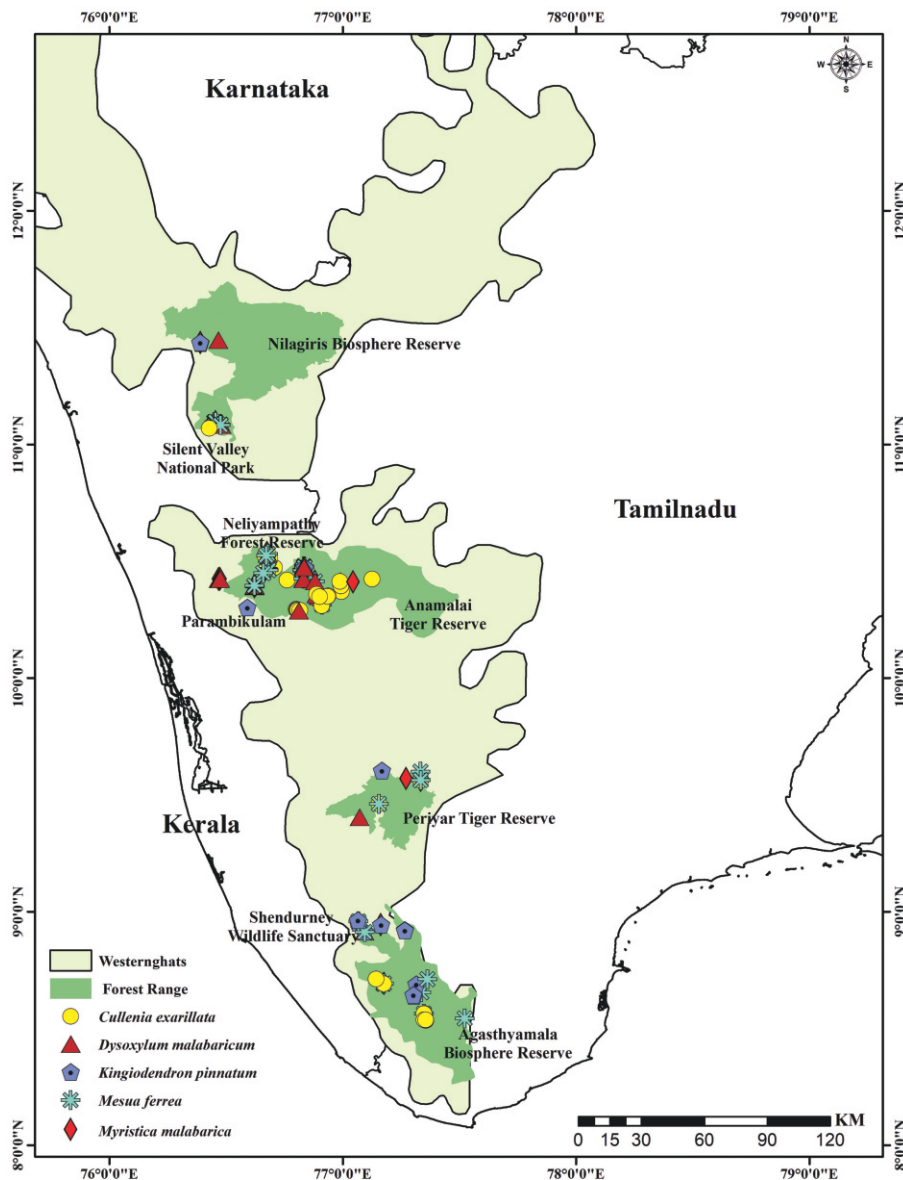 76°0'0"E 77°0'0"E 78°0'0"E 79°0'0"E
N
W E
S
Karnataka
12°0'0"N 12°0'0"N
Nilagiris Biosphere Reserve
11°0'0"N 11°0'0"N
Silent Valley
National Park
Tamilnadu
Neliyampathy
Forest Reserve
Parambikulam
Anamalai
Tiger Reserve
10°0'0"N 10°0'0"N
Kerala
Periyar Tiger Reserve
9°0'0"N 9°0'0"N
Shendurney
Wildlife Sanctuary
Agasthyamala
Biosphere Reserve
Westernghats
Forest Range
Cullenia exarillata
Dysoxylum malabaricum
Kingiodendron pinnatum
Mesua ferrea
Myristica malabarica
KM
0 15 30 60 90 120
8°0'0"N 8°0'0"N
76°0'0"E 77°0'0"E 78°0'0"E 79°0'0"E